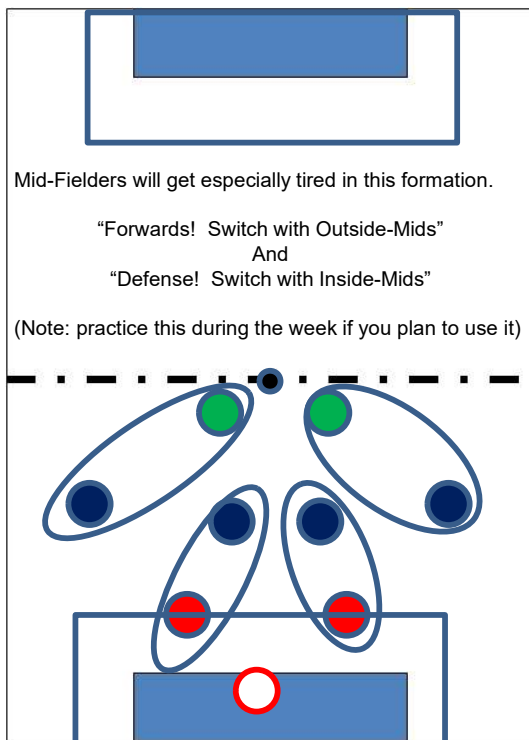 Mid-Fielders will get especially tired in this formation.
“Forwards!  Switch with Outside-Mids”
And
“Defense!  Switch with Inside-Mids”
(Note: practice this during the week if you plan to use it)